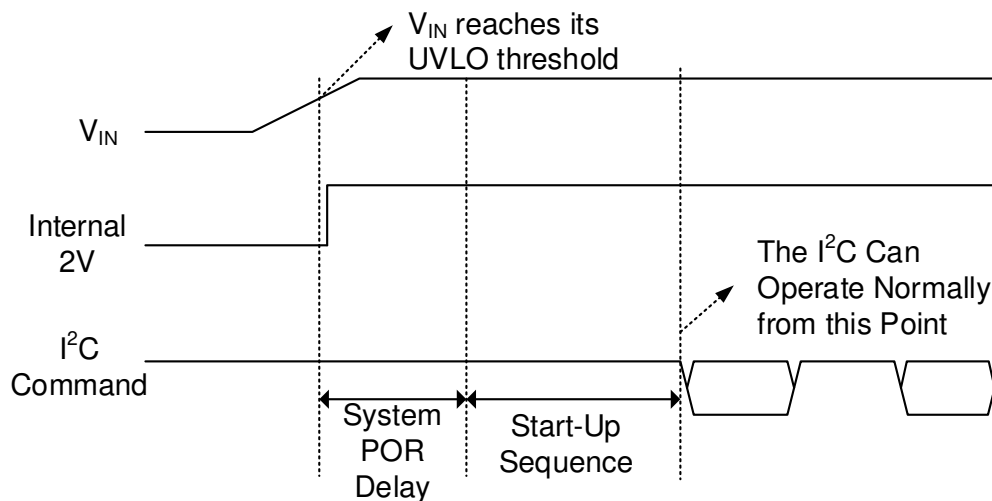 V_IN reaches its
UVLO threshold
V_IN
Internal
2V
The I²C Can
Operate Normally
from this Point
I²C
Command
System
POR
Delay
Start-Up
Sequence